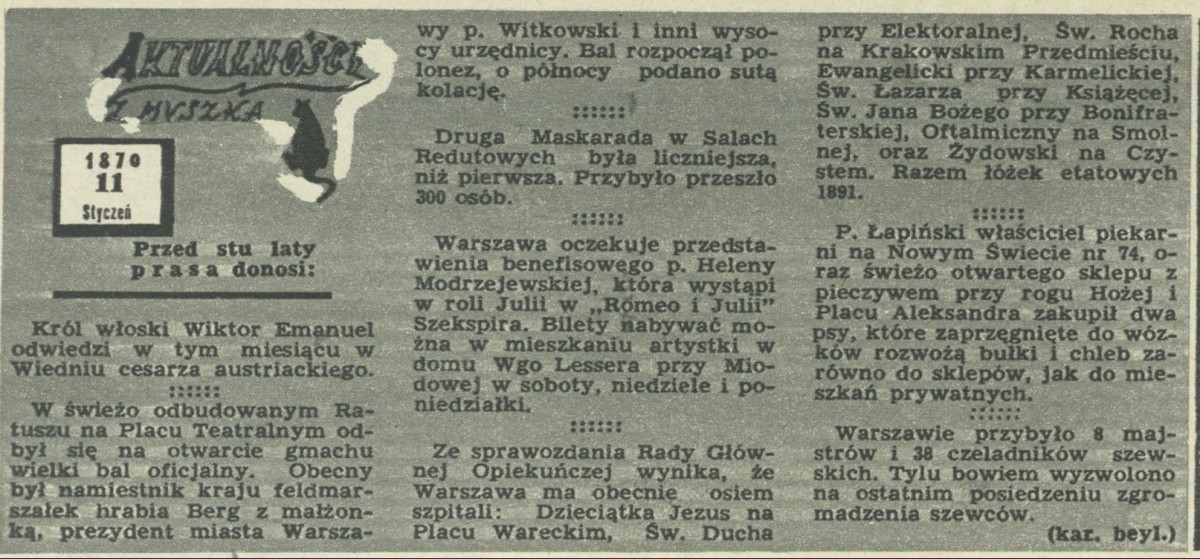 AKTUALNOŚCI
Z MYSZKĄ
1870
11
Styczeń
Przed stu laty
prasa donosi:
Król włoski Wiktor Emanuel
odwiedzi w tym miesiącu w
Wiedniu cesarza austriackiego.
::::::
W świeżo odbudowanym Ra-
tuszu na Placu Teatralnym od-
był się na otwarcie gmachu
wielki bal oficjalny. Obecny
był namiestnik kraju feldmar-
szałek hrabia Berg z małżon-
ką, prezydent miasta Warsza-
wy p. Witkowski i inni wyso-
cy urzędnicy. Bal rozpoczął po-
lonez, o północy podano sutą
kolację.
::::::
Druga Maskarada w Salach
Redutowych była liczniejsza,
niż pierwsza. Przybyło przeszło
300 osób.
::::::
Warszawa oczekuje przedsta-
wienia benefisowego p. Heleny
Modrzejewskiej, która wystąpi
w roli Julii w „Romeo i Julii"
Szekspira. Bilety nabywać mo-
żna w mieszkaniu artystki w
domu Wgo Lessera przy Mio-
dowej w soboty, niedziele i po-
niedziałki.
::::::
Ze sprawozdania Rady Głów-
nej Opiekuńczej wynika, że
Warszawa ma obecnie osiem
szpitali: Dzieciątka Jezus na
Placu Wareckim, Św. Ducha
przy Elektoralnej, Św. Rocha
na Krakowskim Przedmieściu,
Ewangelicki przy Karmelickiej,
Św. Łazarza przy Książęcej,
Św. Jana Bożego przy Bonifra-
terskiej, Oftalmiczny na Smol-
nej, oraz Żydowski na Czy-
stem. Razem łóżek etatowych
1891.
::::::
P. Łapiński właściciel piekar-
ni na Nowym Świecie nr 74, o-
raz świeżo otwartego sklepu z
pieczywem przy rogu Hożej i
Placu Aleksandra zakupił dwa
psy, które zaprzęgnięte do wóz-
ków rozwożą bułki i chleb za-
równo do sklepów, jak do mie-
szkań prywatnych.
::::::
Warszawie przybyło 8 maj-
strów i 38 czeladników szew-
skich. Tylu bowiem wyzwolono
na ostatnim posiedzeniu zgro-
madzenia szewców.
(kar. beyl.)